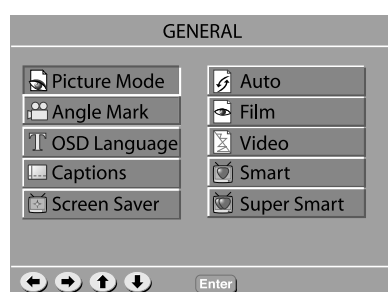 GENERAL
Picture Mode
Angle Mark
T OSD Language
Captions
Screen Saver
Auto
Film
Video
Smart
Super Smart
Enter